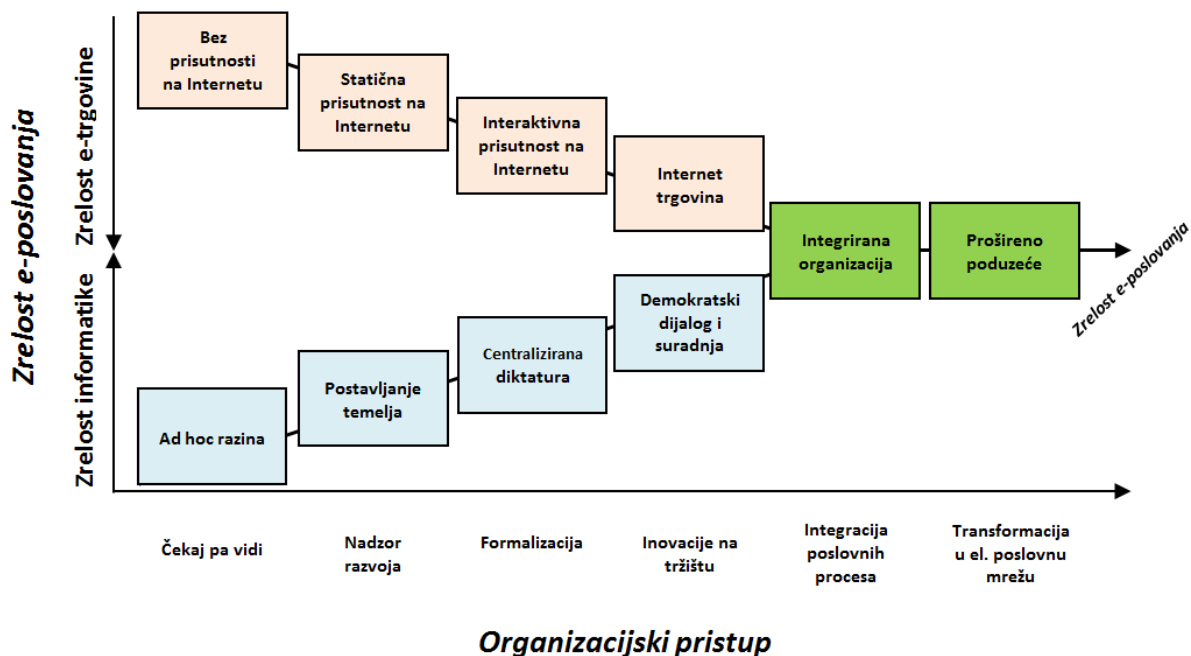 Zrelost e-poslovanja
Zrelost e-trgovine
Zrelost informatike
Bez
prisutnosti
na Internetu
Statična
prisutnost na
Internetu
Interaktivna
prisutnost na
Internetu
Internet
trgovina
Integrirana
organizacija
Prošireno
poduzeće
Zrelost e-poslovanja
Ad hoc razina
Postavljanje
temelja
Centralizirana
diktatura
Demokratski
dijalog i
suradnja
Čekaj pa vidi
Nadzor
razvoja
Formalizacija
Inovacije na
tržištu
Integracija
poslovnih
procesa
Transformacija
u el. poslovnu
mrežu
Organizacijski pristup